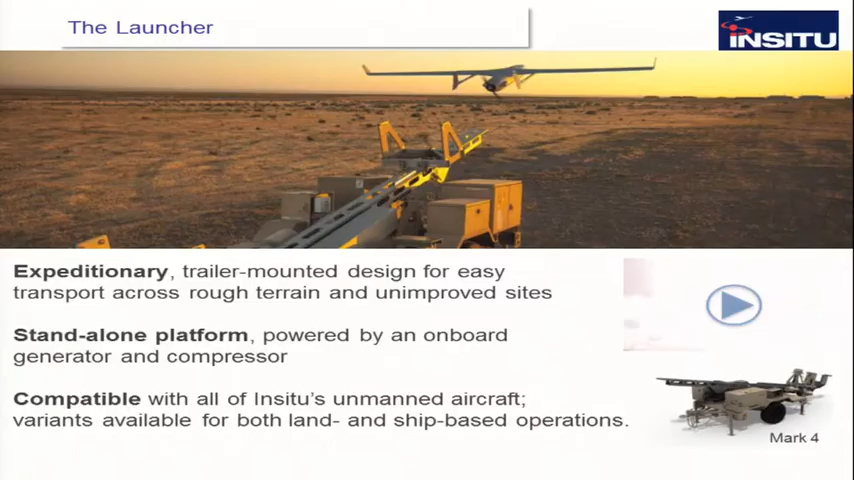 The Launcher
INSITU
Expeditionary, trailer-mounted design for easy
transport across rough terrain and unimproved sites
Stand-alone platform, powered by an onboard
generator and compressor
Compatible with all of Insitu's unmanned aircraft;
variants available for both land- and ship-based operations.
Mark 4